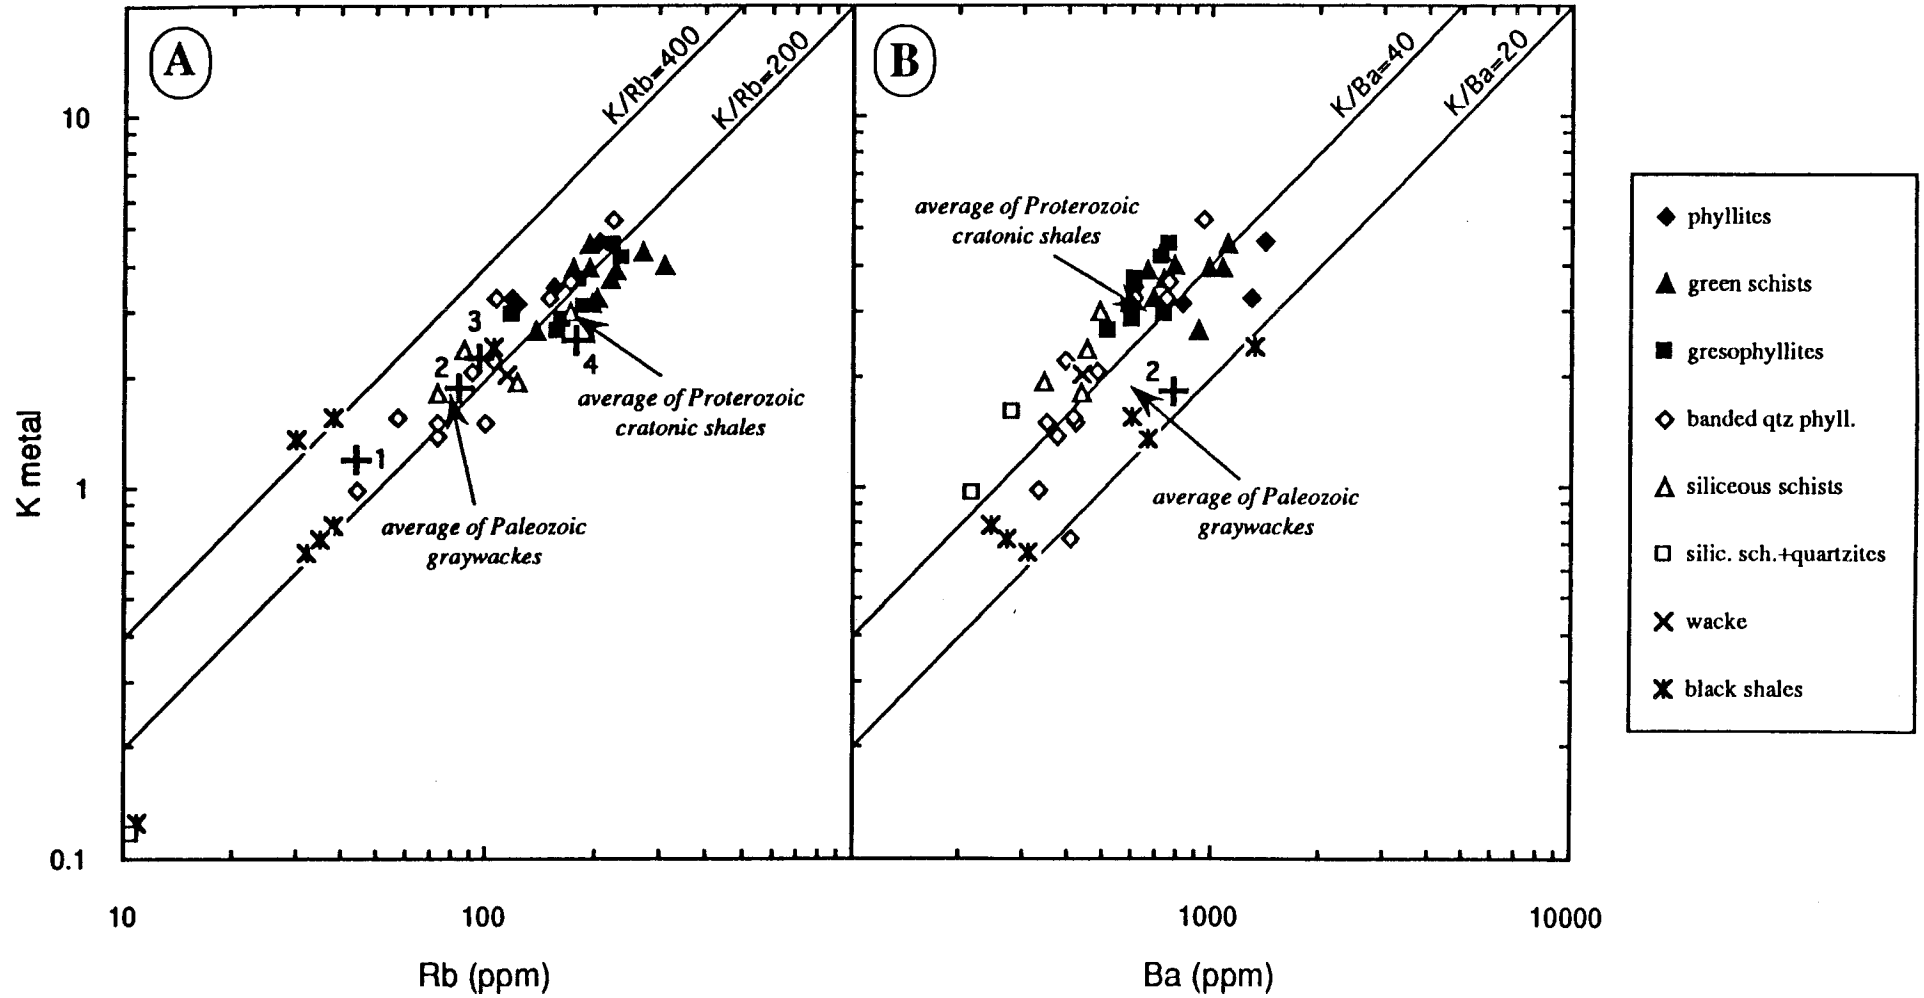 A
K/Rb=400
K/Rb=200
B
K/Ba=40
K/Ba=20
10
1
0.1
K metal
3
2
4
1
average of Proterozoic
cratonic shales
average of Paleozoic
graywackes
average of Proterozoic
cratonic shales
2
average of Paleozoic
graywackes
10
100
1000
10000
Rb (ppm)
Ba (ppm)
phyllites
green schists
gresophyllites
banded qtz phyll.
siliceous schists
silic. sch.+quartzites
wacke
black shales